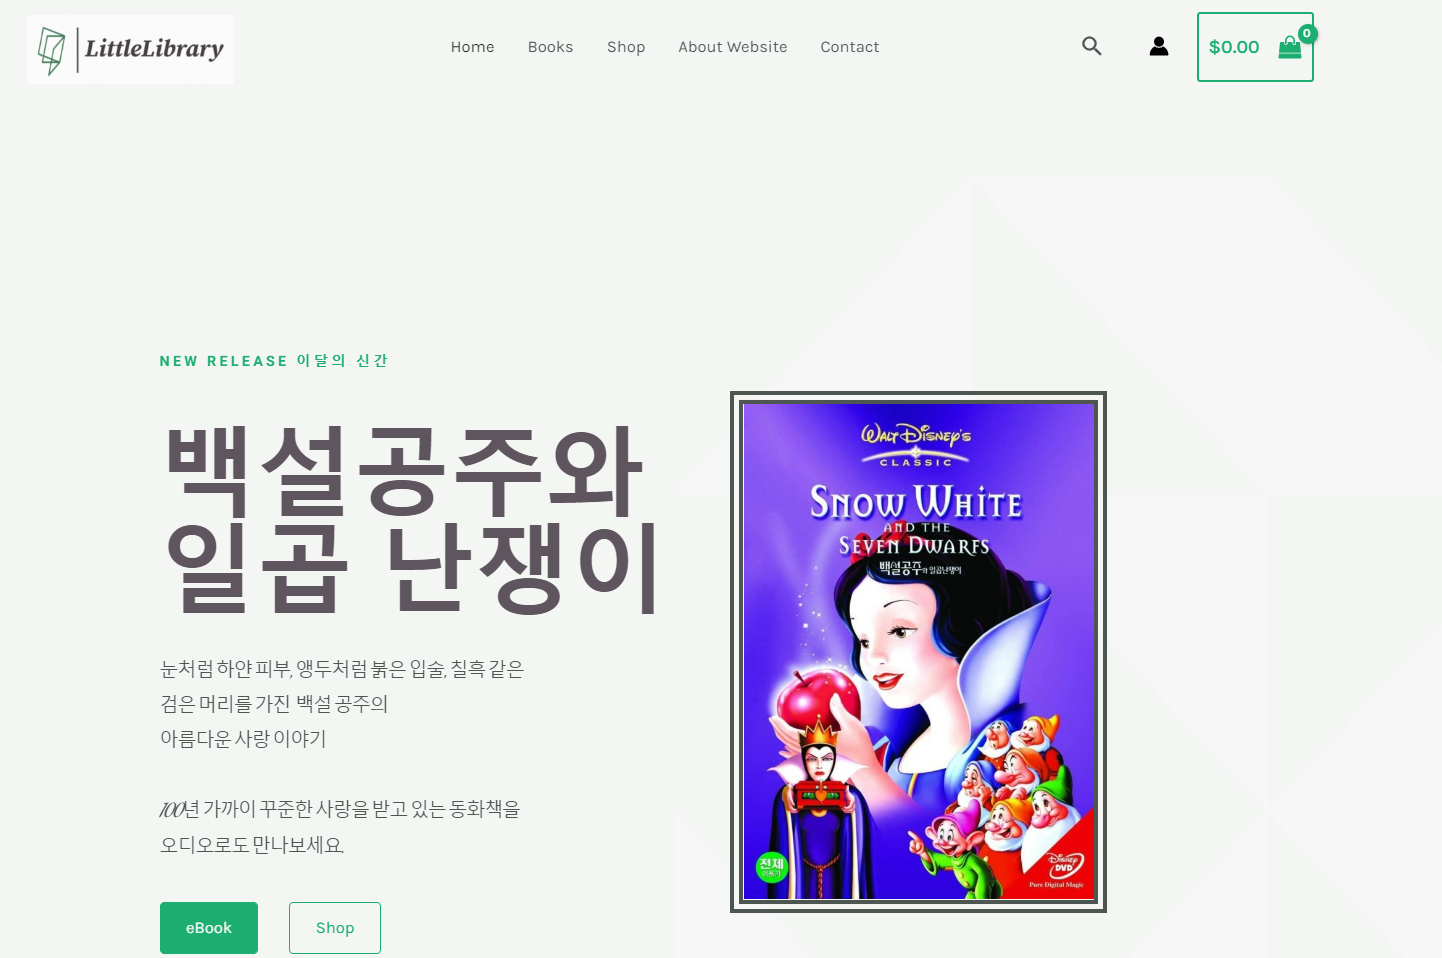 LittleLibrary
Home Books Shop About Website Contact
$0.00
0
NEW RELEASE 이달의 신간
백설공주와
일곱 난쟁이
눈처럼 하얀 피부, 앵두처럼 붉은 입술, 칠흑 같은
검은 머리를 가진 백설 공주의
아름다운 사랑 이야기
100년 가까이 꾸준한 사랑을 받고 있는 동화책을
오디오로도 만나보세요.
eBook
Shop
WALT DISNEY'S
CLASSIC
SNOW WHITE
AND THE
SEVEN DWARFS
백설공주와 일곱난쟁이
전체
이용가
Disney
DVD
Pure Digital Magic